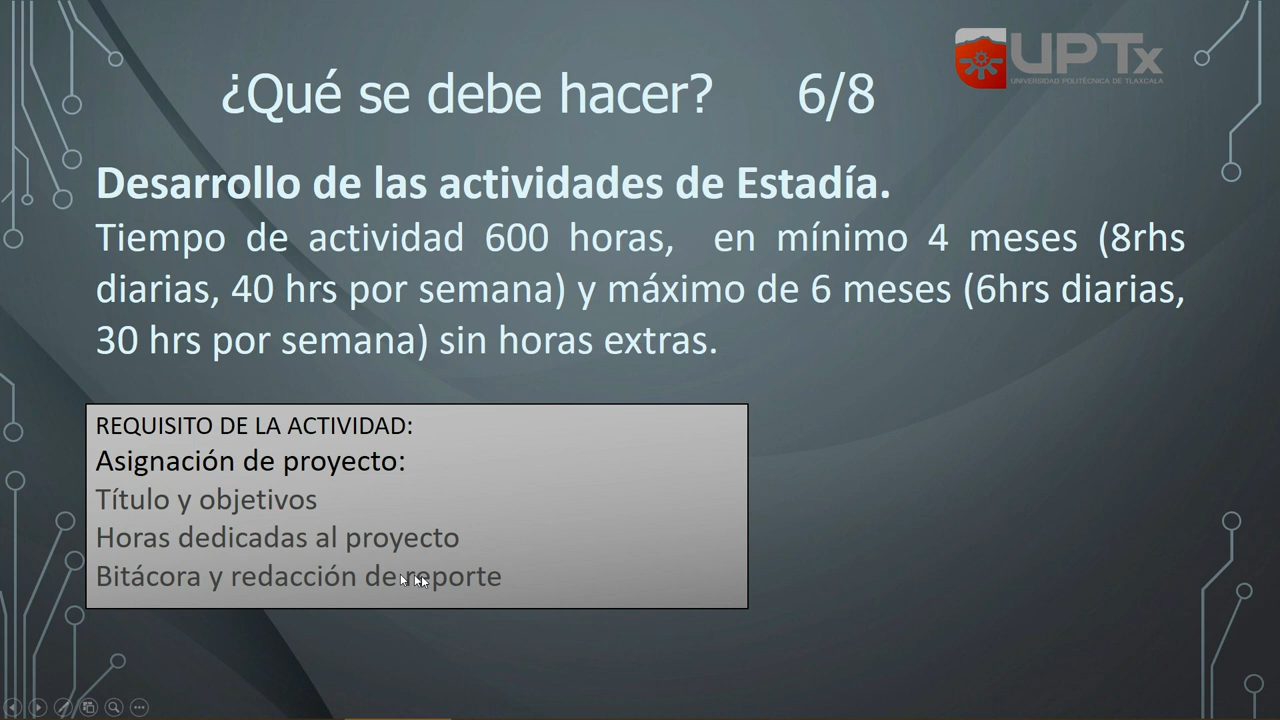 UPTx
UNIVERSIDAD POLITÉCNICA DE TLAXCALA
¿Qué se debe hacer? 6/8
Desarrollo de las actividades de Estadía.
Tiempo de actividad 600 horas, en mínimo 4 meses (8rhs
diarias, 40 hrs por semana) y máximo de 6 meses (6hrs diarias,
30 hrs por semana) sin horas extras.
REQUISITO DE LA ACTIVIDAD:
Asignación de proyecto:
Título y objetivos
Horas dedicadas al proyecto
Bitácora y redacción de reporte